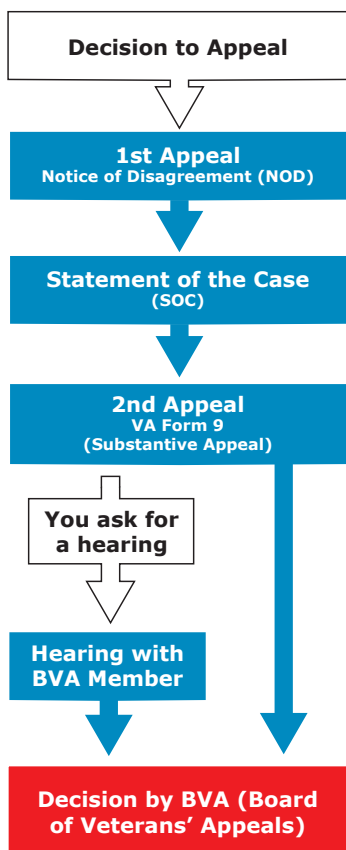 Decision to Appeal
1st Appeal
Notice of Disagreement (NOD)
Statement of the Case
(SOC)
2nd Appeal
VA Form 9
(Substantive Appeal)
You ask for
a hearing
Hearing with
BVA Member
Decision by BVA (Board
of Veterans’ Appeals)